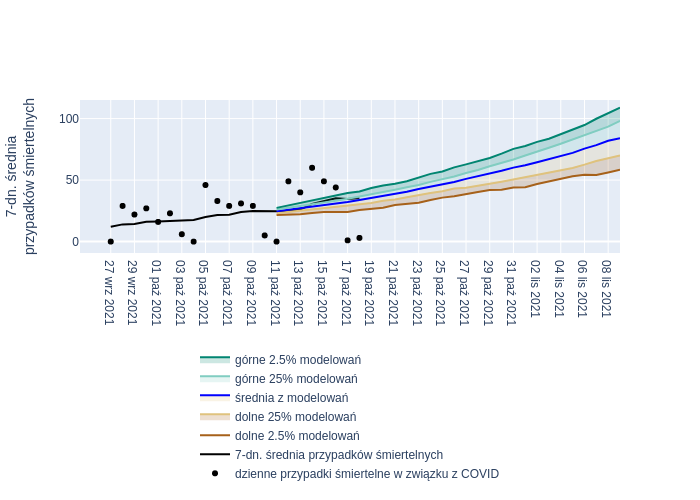 7-dn. średnia
przypadków śmiertelnych
100
50
0
27 wrz 2021
29 wrz 2021
01 paź 2021
03 paź 2021
05 paź 2021
07 paź 2021
09 paź 2021
11 paź 2021
13 paź 2021
15 paź 2021
17 paź 2021
19 paź 2021
21 paź 2021
23 paź 2021
25 paź 2021
27 paź 2021
29 paź 2021
31 paź 2021
02 lis 2021
04 lis 2021
06 lis 2021
08 lis 2021
górne 2.5% modelowań
górne 25% modelowań
średnia z modelowań
dolne 25% modelowań
dolne 2.5% modelowań
7-dn. średnia przypadków śmiertelnych
dzienne przypadki śmiertelne w związku z COVID